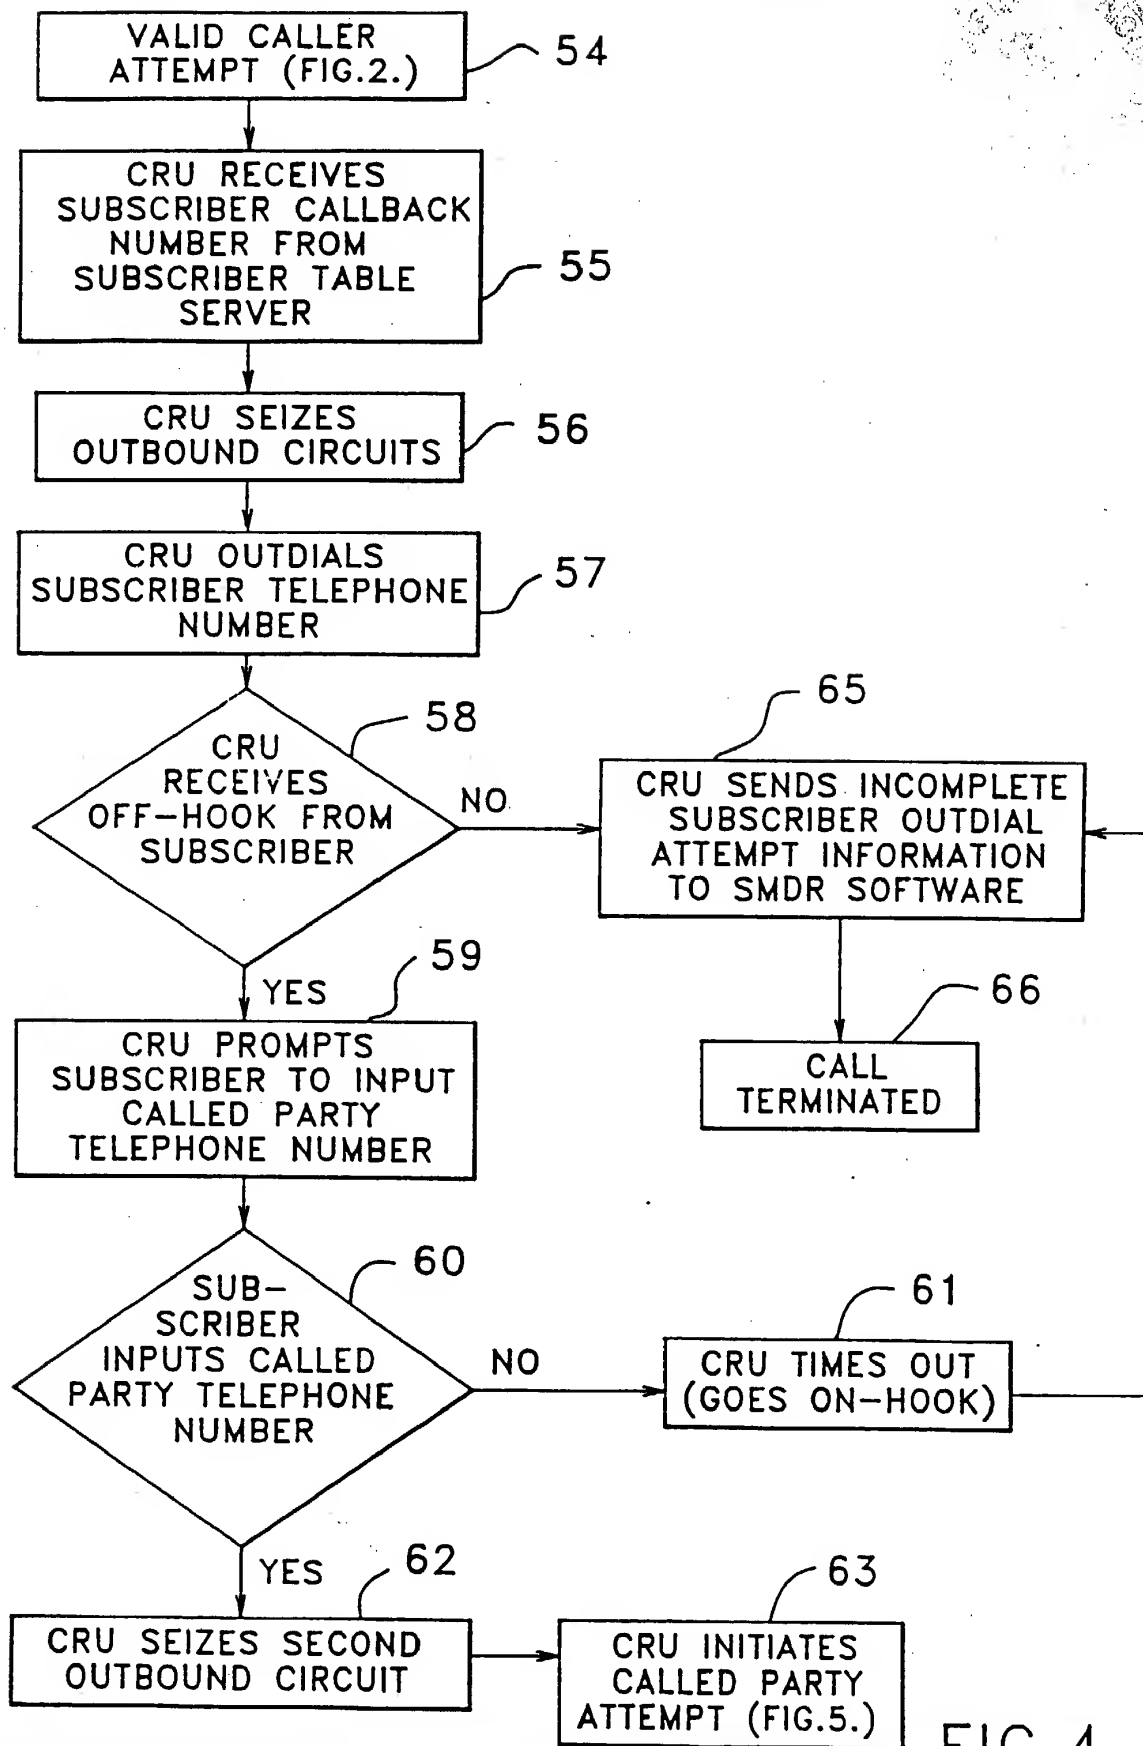 VALID CALLER
ATTEMPT (FIG.2.)
54
CRU RECEIVES
SUBSCRIBER CALLBACK
NUMBER FROM
SUBSCRIBER TABLE
SERVER
55
CRU SEIZES
OUTBOUND CIRCUITS
56
CRU OUTDIALS
SUBSCRIBER TELEPHONE
NUMBER
57
CRU
RECEIVES
OFF-HOOK FROM
SUBSCRIBER
58
NO
65
CRU SENDS INCOMPLETE
SUBSCRIBER OUTDIAL
ATTEMPT INFORMATION
TO SMDR SOFTWARE
66
CALL
TERMINATED
YES
59
CRU PROMPTS
SUBSCRIBER TO INPUT
CALLED PARTY
TELEPHONE NUMBER
60
SUB-
SCRIBER
INPUTS CALLED
PARTY TELEPHONE
NUMBER
NO
61
CRU TIMES OUT
(GOES ON-HOOK)
YES
62
CRU SEIZES SECOND
OUTBOUND CIRCUIT
63
CRU INITIATES
CALLED PARTY
ATTEMPT (FIG.5.)
FIG 4